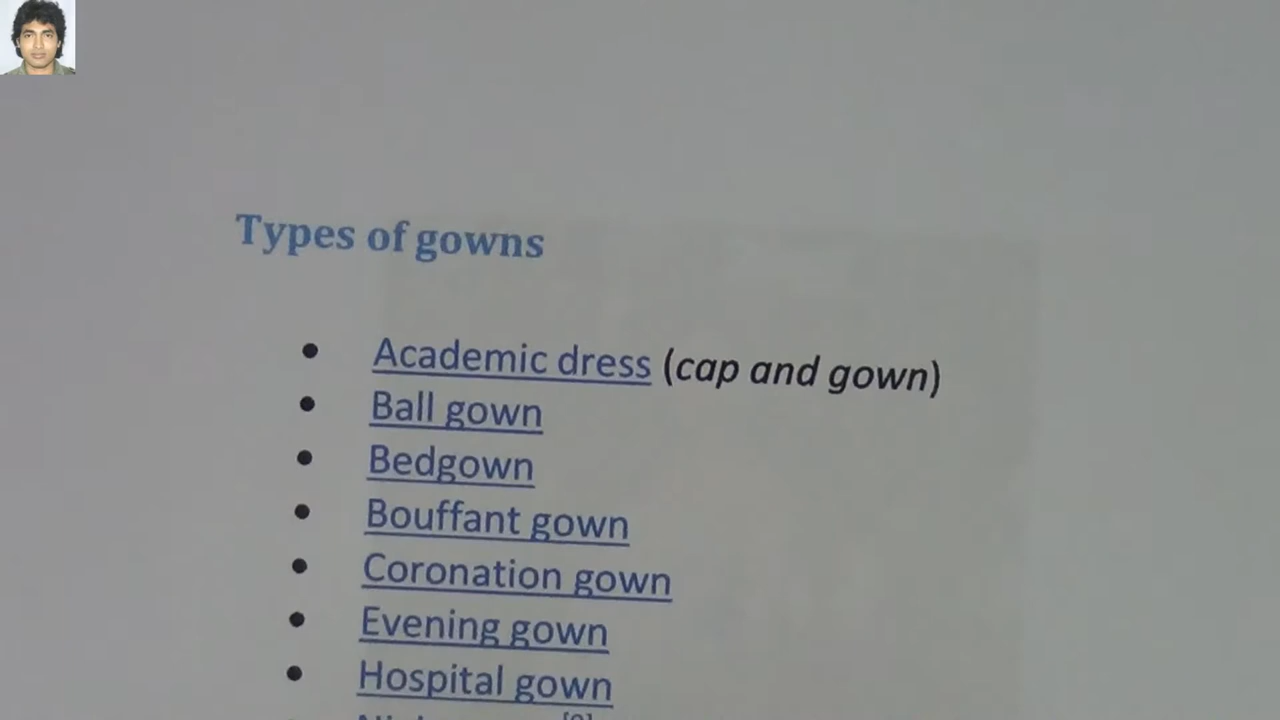 Types of gowns
• Academic dress (cap and gown)
• Ball gown
• Bedgown
• Bouffant gown
• Coronation gown
• Evening gown
• Hospital gown